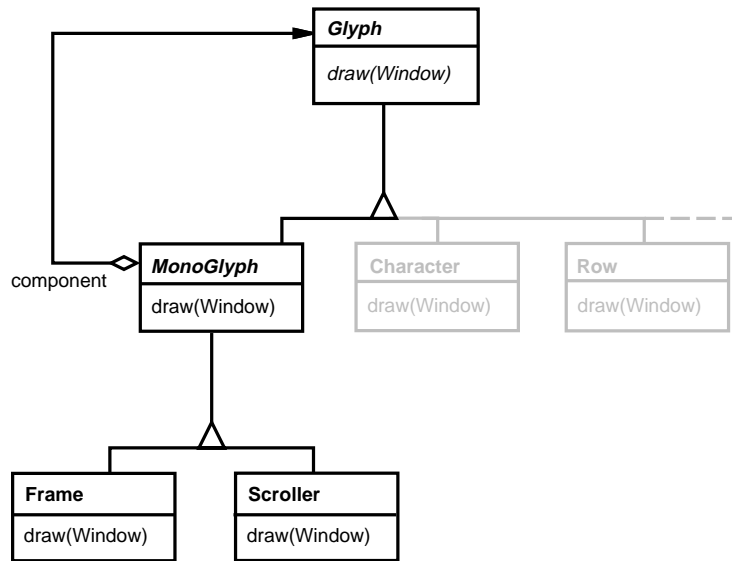 Glyph
draw(Window)
component
MonoGlyph
draw(Window)
Character
draw(Window)
Row
draw(Window)
Frame
draw(Window)
Scroller
draw(Window)